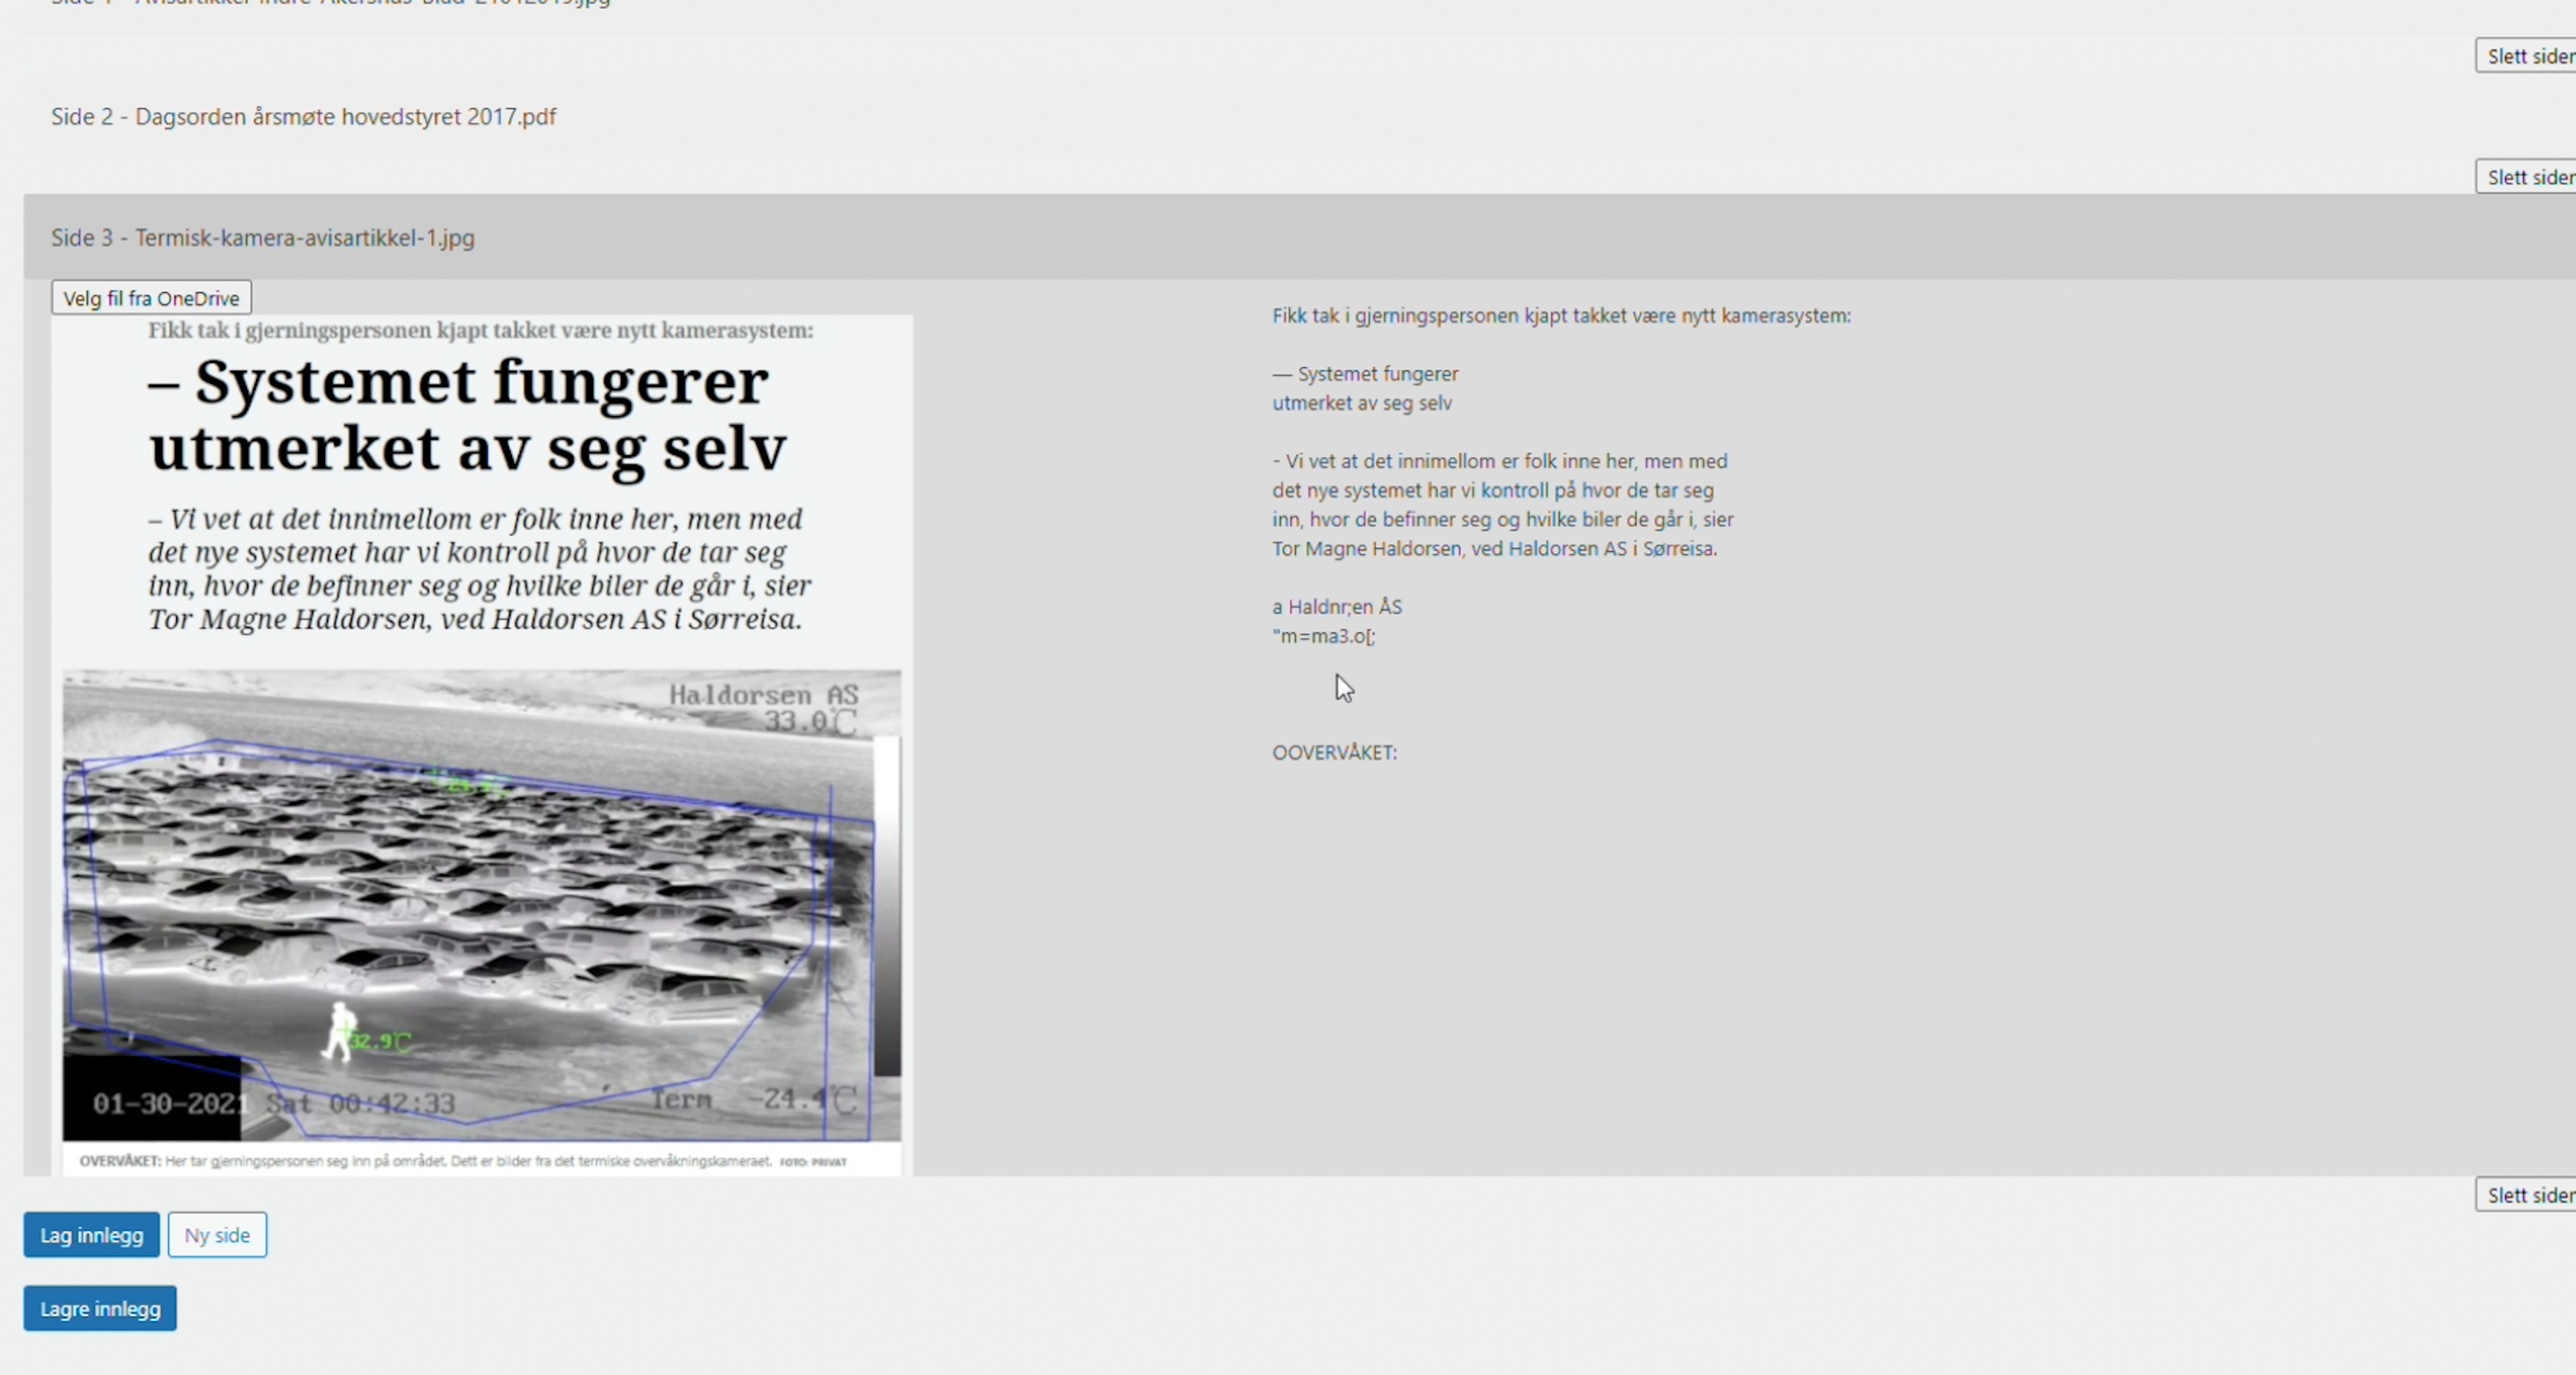 Slett siden
Side 2 - Dagsorden årsmøte hovedstyret 2017.pdf
Slett siden
Side 3 - Termisk-kamera-avisartikkel-1.jpg
Velg fil fra OneDrive
Fikk tak i gjerningspersonen kjapt takket være nytt kamerasystem:
– Systemet fungerer
utmerket av seg selv
– Vi vet at det innimellom er folk inne her, men med
det nye systemet har vi kontroll på hvor de tar seg
inn, hvor de befinner seg og hvilke biler de går i, sier
Tor Magne Haldorsen, ved Haldorsen AS i Sørreisa.
Haldorsen AS
33.0°C
32.9°C
01-30-2021 Sat 00:42:33
Term -24.4°C
OVERVÅKET: Her tar gjerningspersonen seg inn på området. Dett er bilder fra det termiske overvåkningskameraet. FOTO: PRIVAT
Fikk tak i gjerningspersonen kjapt takket være nytt kamerasystem:
— Systemet fungerer
utmerket av seg selv
- Vi vet at det innimellom er folk inne her, men med
det nye systemet har vi kontroll på hvor de tar seg
inn, hvor de befinner seg og hvilke biler de går i, sier
Tor Magne Haldorsen, ved Haldorsen AS i Sørreisa.
a Haldnr;en ÅS
"m=ma3.o[;
OOVERVÅKET:
Slett siden
Lag innlegg
Ny side
Lagre innlegg